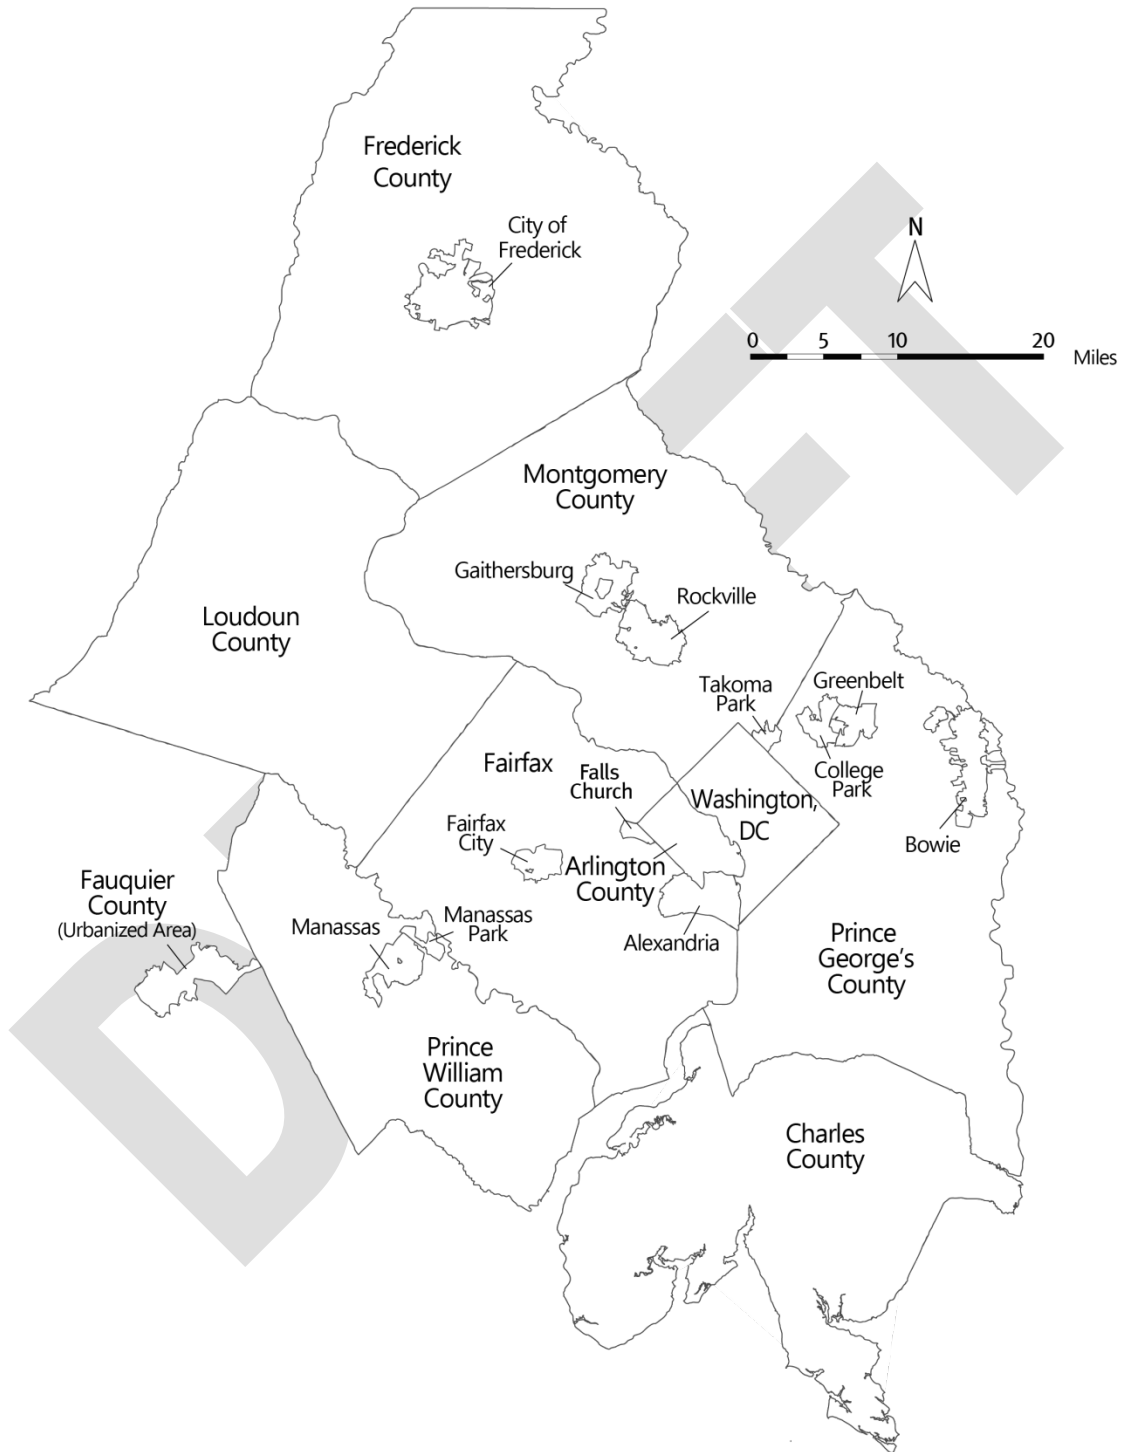 Frederick
County
City of
Frederick
N
0 5 10 20
Miles
Montgomery
County
Gaithersburg
Rockville
Loudoun
County
Takoma
Park
Greenbelt
College
Park
Bowie
Fairfax
Falls
Church
Washington,
DC
Fairfax
City
Arlington
County
Alexandria
Fauquier
County
(Urbanized Area)
Manassas
Manassas
Park
Prince
George's
County
Prince
William
County
Charles
County